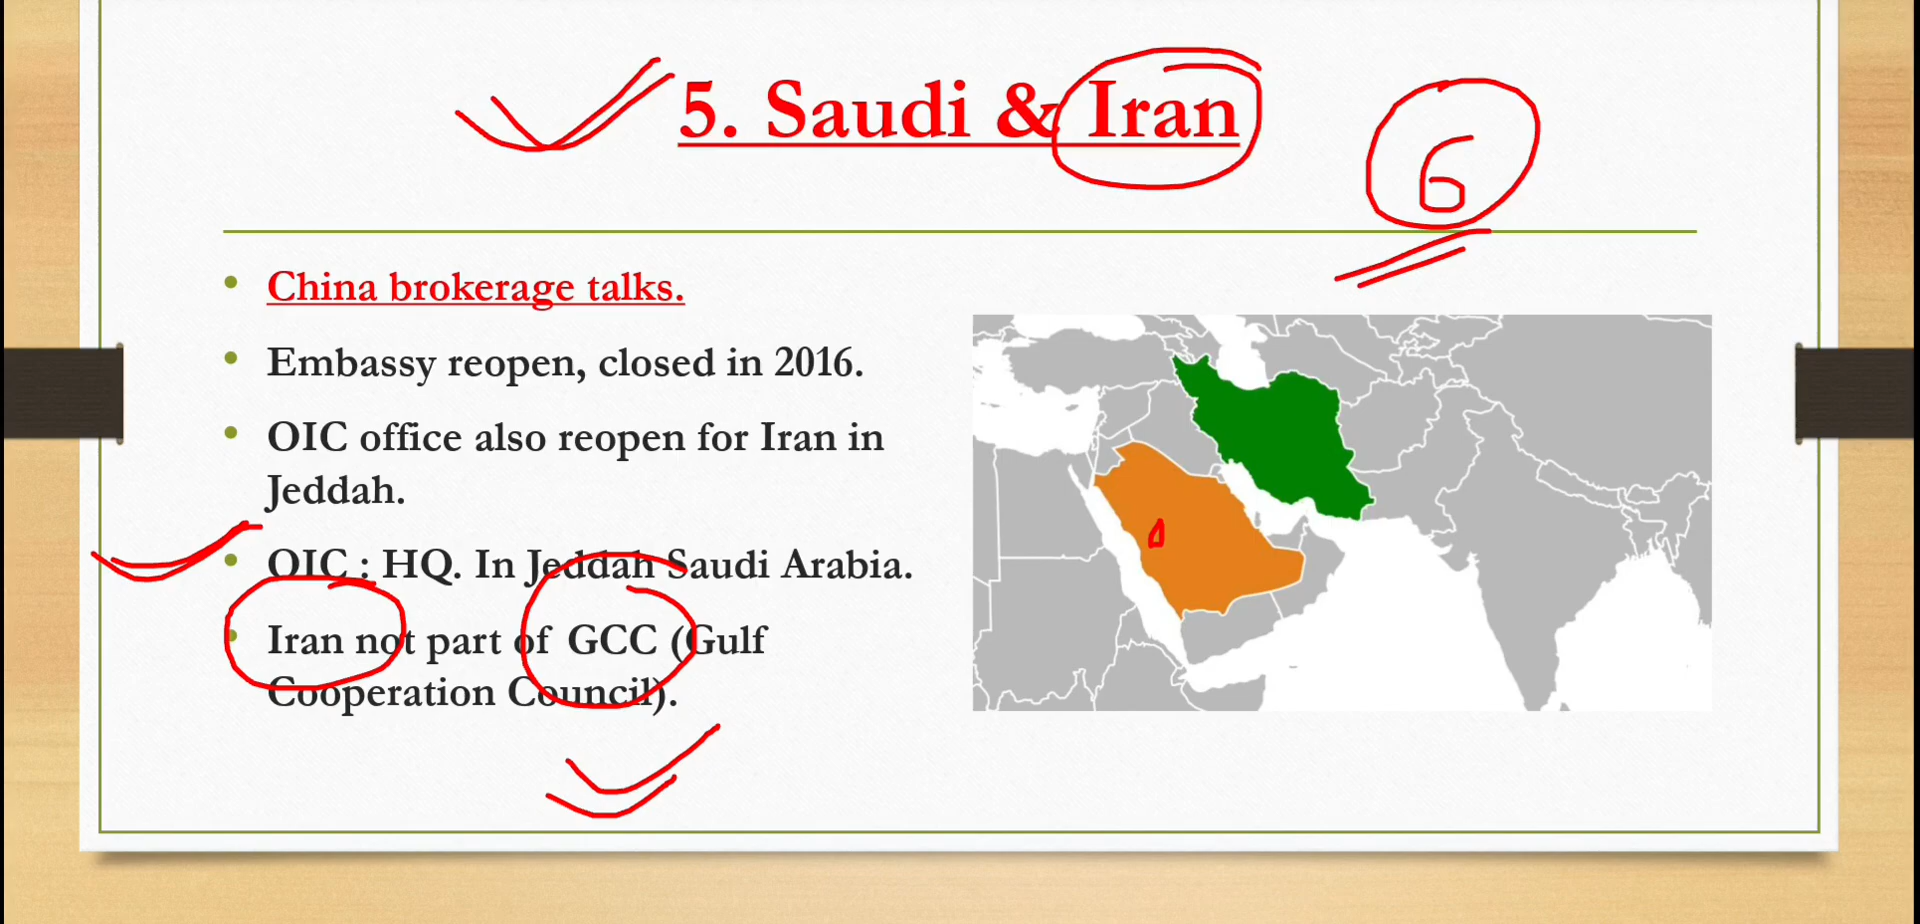 5. Saudi & Iran
6
• China brokerage talks.
• Embassy reopen, closed in 2016.
• OIC office also reopen for Iran in
Jeddah.
• OIC : HQ. In Jeddah Saudi Arabia.
• Iran not part of GCC (Gulf
Cooperation Council).